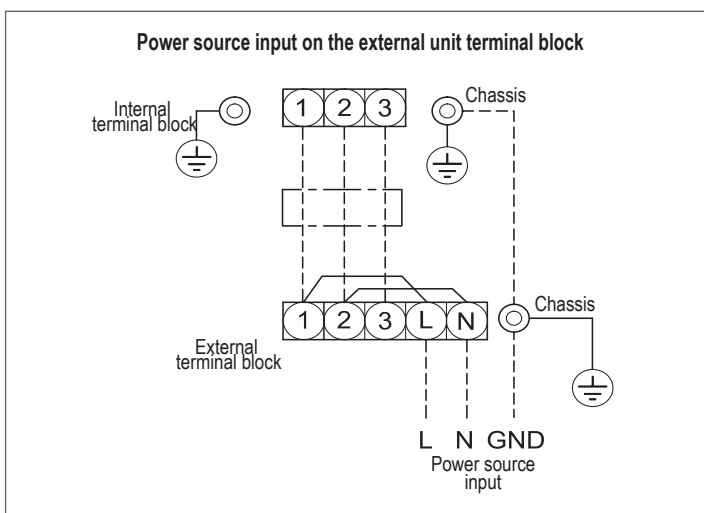 Power source input on the external unit terminal block
Internal
terminal block
1 2 3
Chassis
1 2 3 L N
Chassis
External
terminal block
L N GND
Power source
input